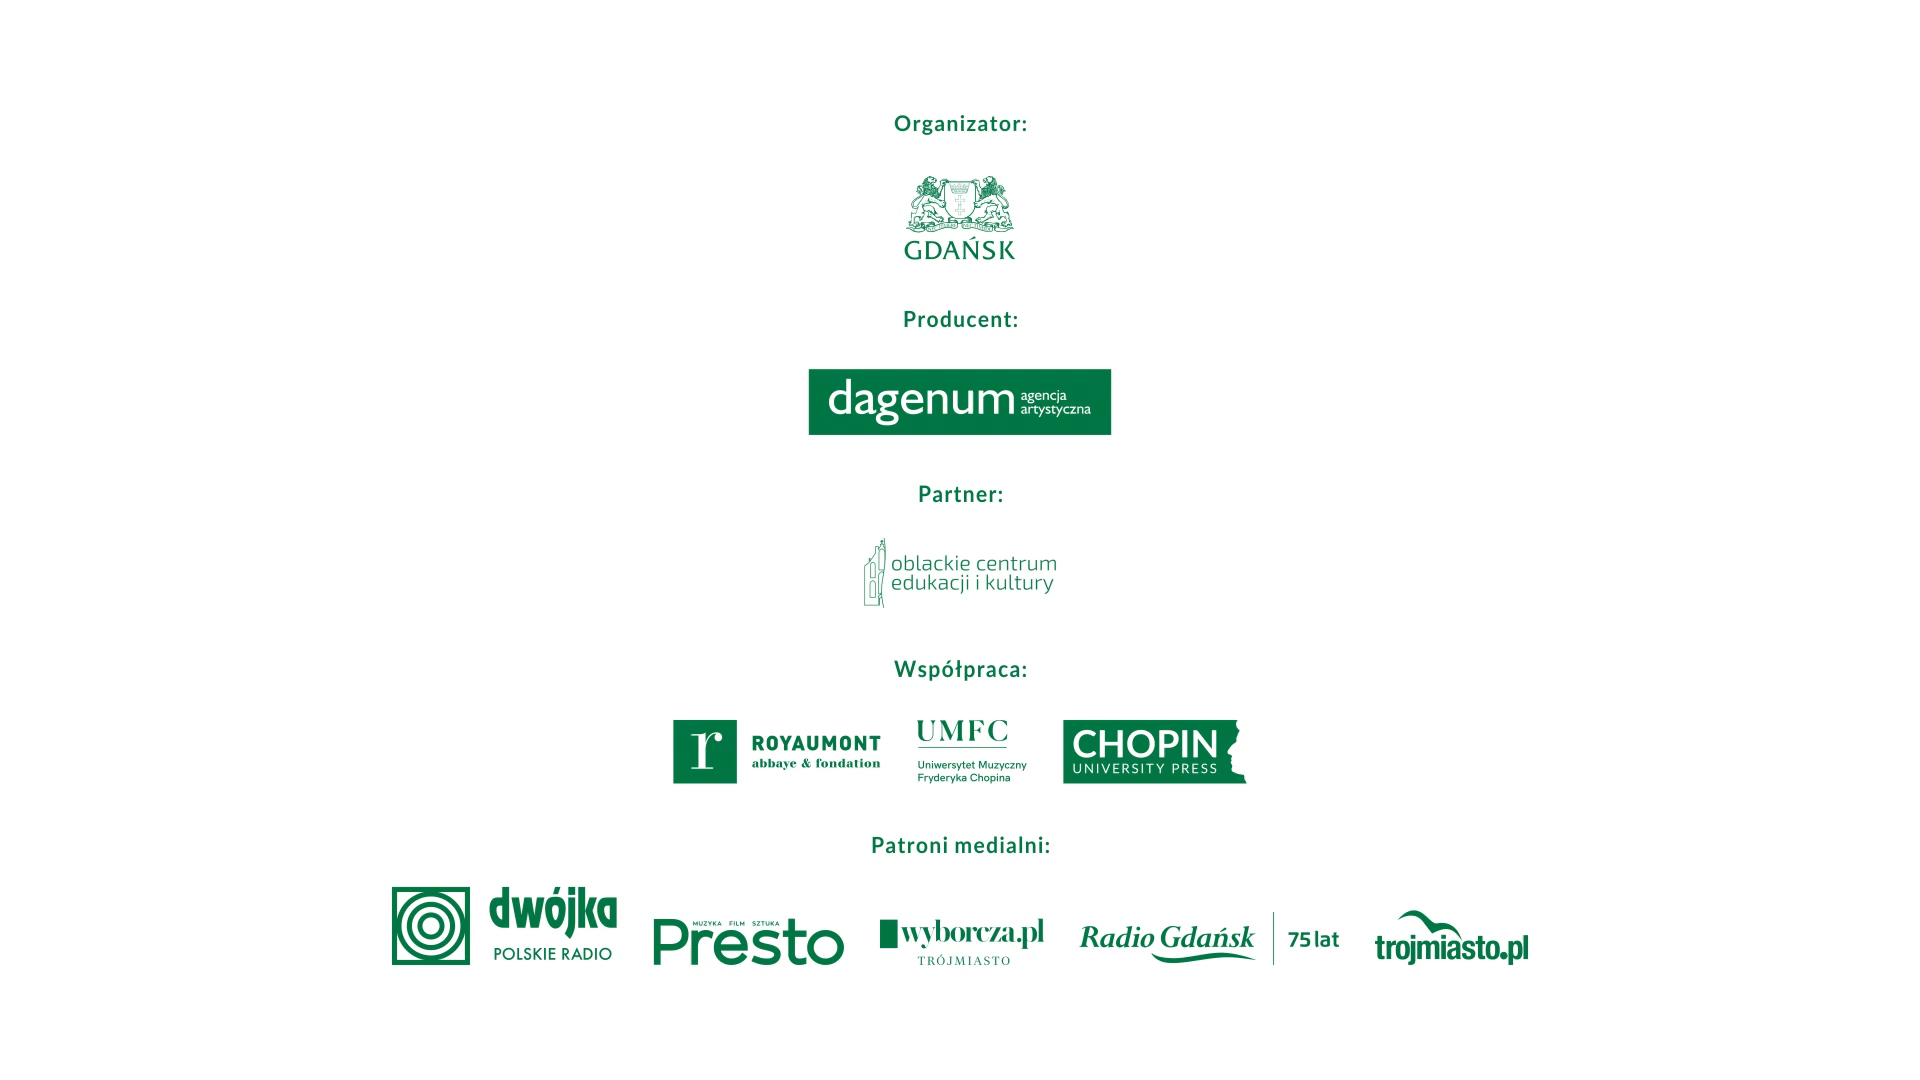 Organizator:
GDAŃSK
Producent:
dagenum agencja
artystyczna
Partner:
oblackie centrum
edukacji i kultury
Współpraca:
r ROYAUMONT
abbaye & fondation
UMFC
Uniwersytet Muzyczny
Fryderyka Chopina
CHOPIN
UNIVERSITY PRESS
Patroni medialni:
dwójka
POLSKIE RADIO
MUZYKA FILM SZTUKA
Presto
wyborcza.pl
TRÓJMIASTO
Radio Gdańsk 75 lat
trojmiasto.pl